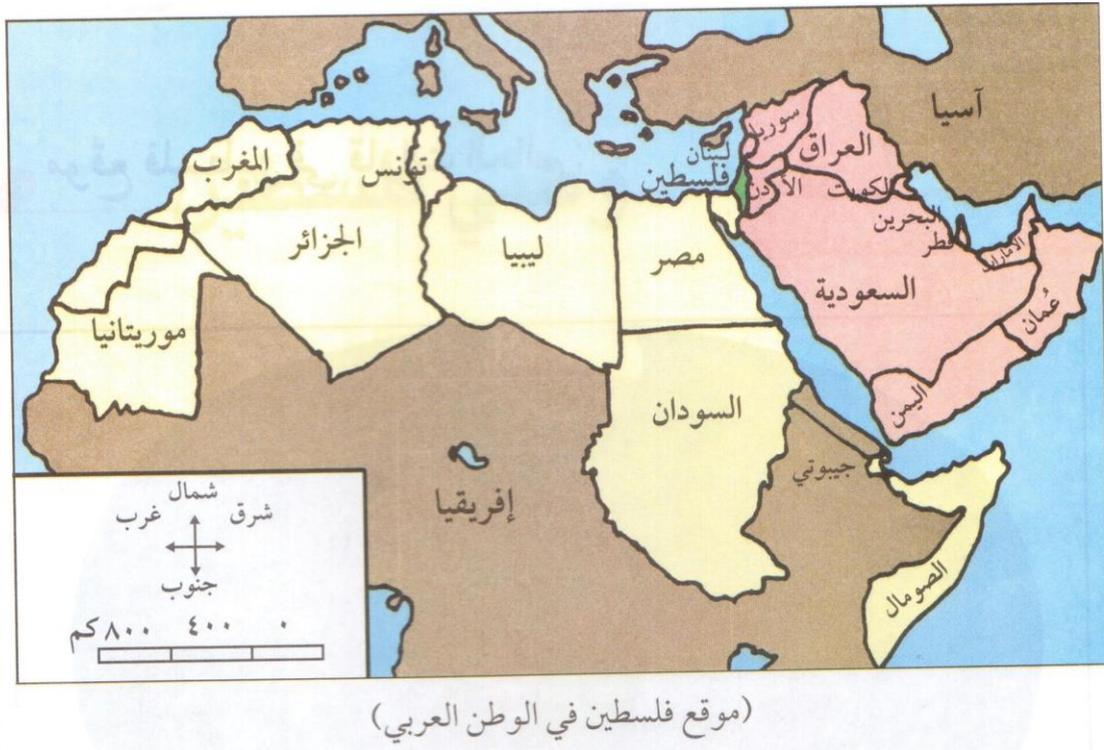 آسيا
سوريا
العراق
لبنان
فلسطين
الأردن
الكويت
المغرب
تونس
البحرين
قطر
الامارات
الجزائر
ليبيا
مصر
السعودية
عُمان
موريتانيا
اليمن
السودان
جيبوتي
إفريقيا
الصومال
شمال
غرب
شرق
جنوب
٠ ٤٠٠ ٨٠٠ كم
(موقع فلسطين في الوطن العربي)